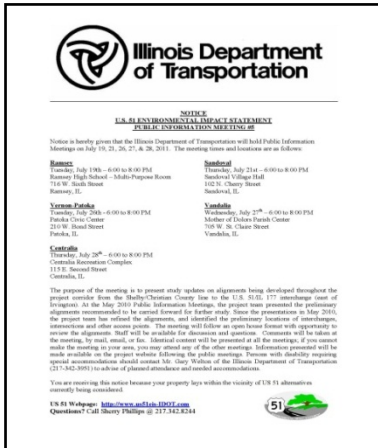 Illinois Department
of Transportation
NOTICE
U.S. 51 ENVIRONMENTAL IMPACT STATEMENT
PUBLIC INFORMATION MEETING #5
Notice is hereby given that the Illinois Department of Transportation will hold Public Information
Meetings on July 19, 21, 26, 27, & 28, 2011. The meeting times and locations are as follows:
Ramsey
Tuesday, July 19th – 6:00 to 8:00 PM
Ramsey High School – Multi-Purpose Room
716 W. Sixth Street
Ramsey, IL
Sandoval
Thursday, July 21st – 6:00 to 8:00 PM
Sandoval Village Hall
102 N. Cherry Street
Sandoval, IL
Vernon-Patoka
Tuesday, July 26th – 6:00 to 8:00 PM
Patoka Civic Center
210 W. Bond Street
Patoka, IL
Vandalia
Wednesday, July 27th – 6:00 to 8:00 PM
Mother of Dolors Parish Center
705 W. St. Claire Street
Vandalia, IL
Centralia
Thursday, July 28th – 6:00 to 8:00 PM
Centralia Recreation Complex
115 E. Second Street
Centralia, IL
The purpose of the meeting is to present study updates on alignments being developed throughout the
project corridor from the Shelby/Christian County line to the U.S. 51/I. 177 interchange (east of
Irvington). At the May 2010 Public Information Meetings, the project team presented the preliminary
alignments recommended to be carried forward for further study. Since the presentations in May 2010,
the project team has refined the alignments, and identified the preliminary locations of interchanges,
intersections and other access points. The meeting will follow an open house format with opportunity to
review the alignments. Staff will be available for discussion and questions. Comments will be taken at
the meeting, by mail, email, or fax. Identical content will be presented at all the meetings; if you cannot
make the meeting in your area, you may attend any of the other meetings. Information presented will be
made available on the project website following the public meetings. Persons with disability requiring
special accommodations should contact Mr. Gary Welton of the Illinois Department of Transportation
(217-342-3951) to advise of planned attendance and needed accommodations.
You are receiving this notice because your property lays within the vicinity of US 51 alternatives
currently being considered.
US 51 Webpage: http://www.us51eis-IDOT.com
Questions? Call Sherry Phillips @ 217.342.8244
51